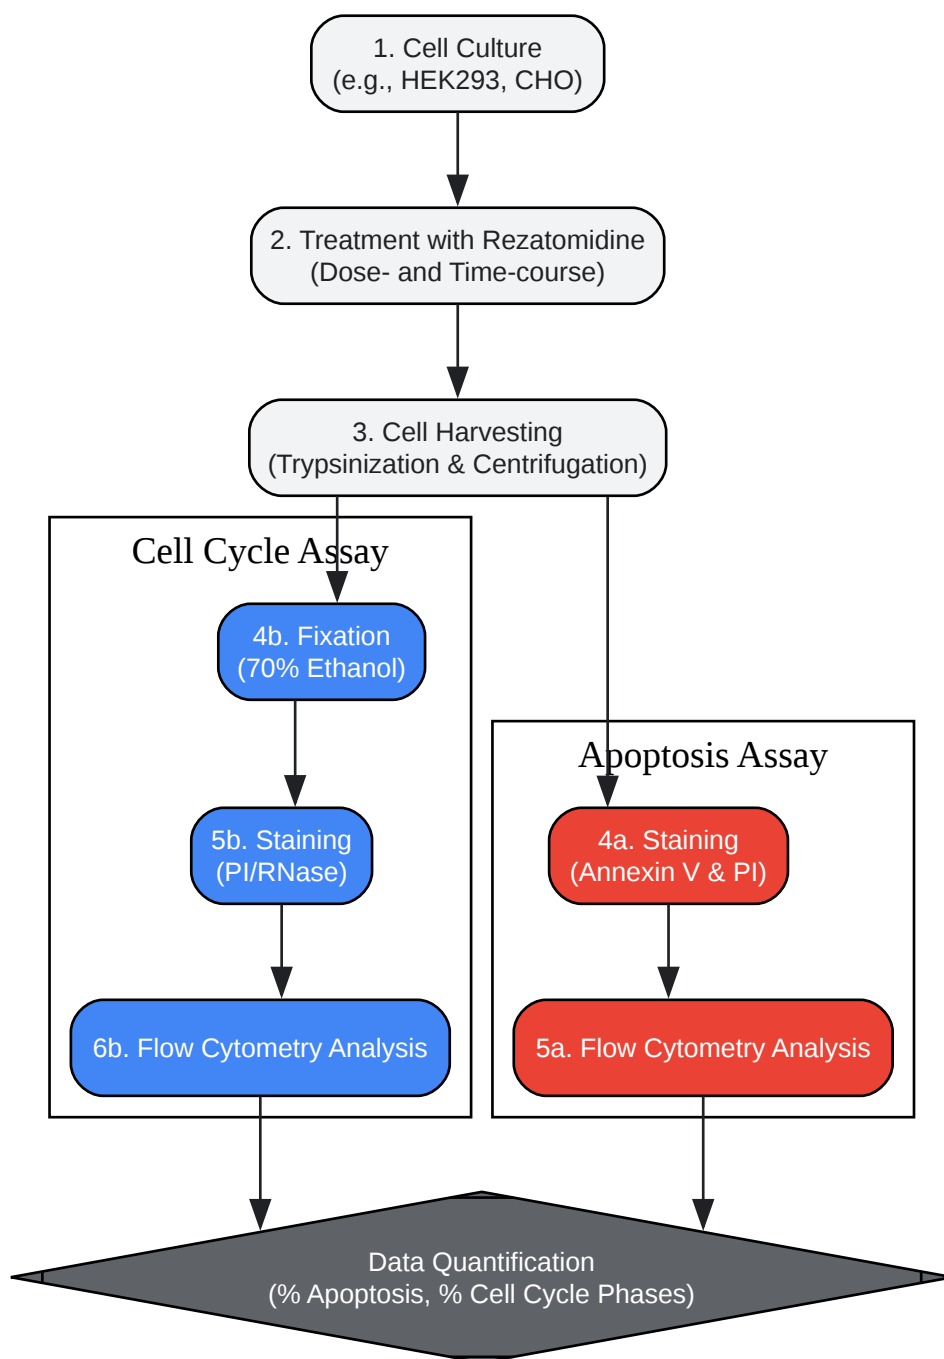 1. Cell Culture
(e.g., HEK293, CHO)
2. Treatment with Rezatomidine
(Dose- and Time-course)
3. Cell Harvesting
(Trypsinization & Centrifugation)
Cell Cycle Assay
4b. Fixation
(70% Ethanol)
5b. Staining
(PI/RNase)
6b. Flow Cytometry Analysis
Apoptosis Assay
4a. Staining
(Annexin V & PI)
5a. Flow Cytometry Analysis
Data Quantification
(% Apoptosis, % Cell Cycle Phases)